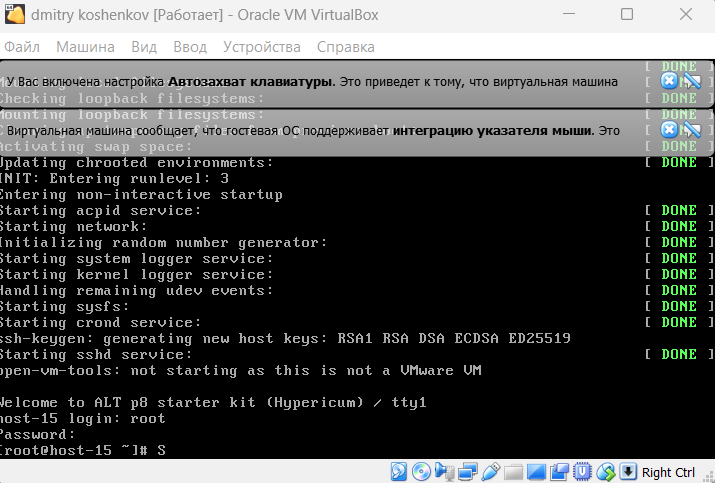 dmitry koshenkov [Работает] - Oracle VM VirtualBox
Файл Машина Вид Ввод Устройства Справка
[ DONE ]
У Вас включена настройка Автозахват клавиатуры. Это приведет к тому, что виртуальная машина
Checking loopback filesystems: [ DONE ]
Mounting loopback filesystems: [ DONE ]
Виртуальная машина сообщает, что гостевая ОС поддерживает интеграцию указателя мыши. Это
Activating swap space: [ DONE ]
Updating chrooted environments: [ DONE ]
INIT: Entering runlevel: 3
Entering non-interactive startup
Starting acpid service: [ DONE ]
Starting network: [ DONE ]
Initializing random number generator: [ DONE ]
Starting system logger service: [ DONE ]
Starting kernel logger service: [ DONE ]
Handling remaining udev events: [ DONE ]
Starting sysfs: [ DONE ]
Starting crond service: [ DONE ]
ssh-keygen: generating new host keys: RSA1 RSA DSA ECDSA ED25519
Starting sshd service: [ DONE ]
open-vm-tools: not starting as this is not a VMware VM
Welcome to ALT p8 starter kit (Hypericum) / tty1
host-15 login: root
Password:
[root@host-15 ~]# S
Right Ctrl